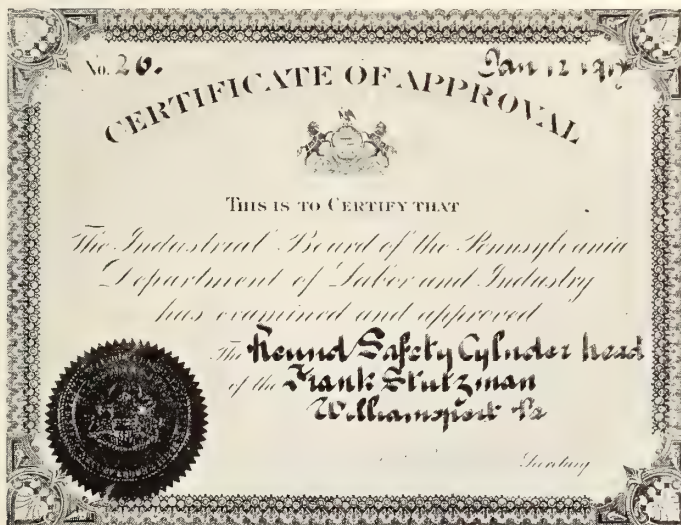 No. 26.
Jan 12 1917
CERTIFICATE OF APPROVAL
THIS IS TO CERTIFY THAT
The Industrial Board of the Pennsylvania
Department of Labor and Industry
has examined and approved
The Round Safety Cylinder head
of the Frank Stutzman
Williamsport Pa
Secretary